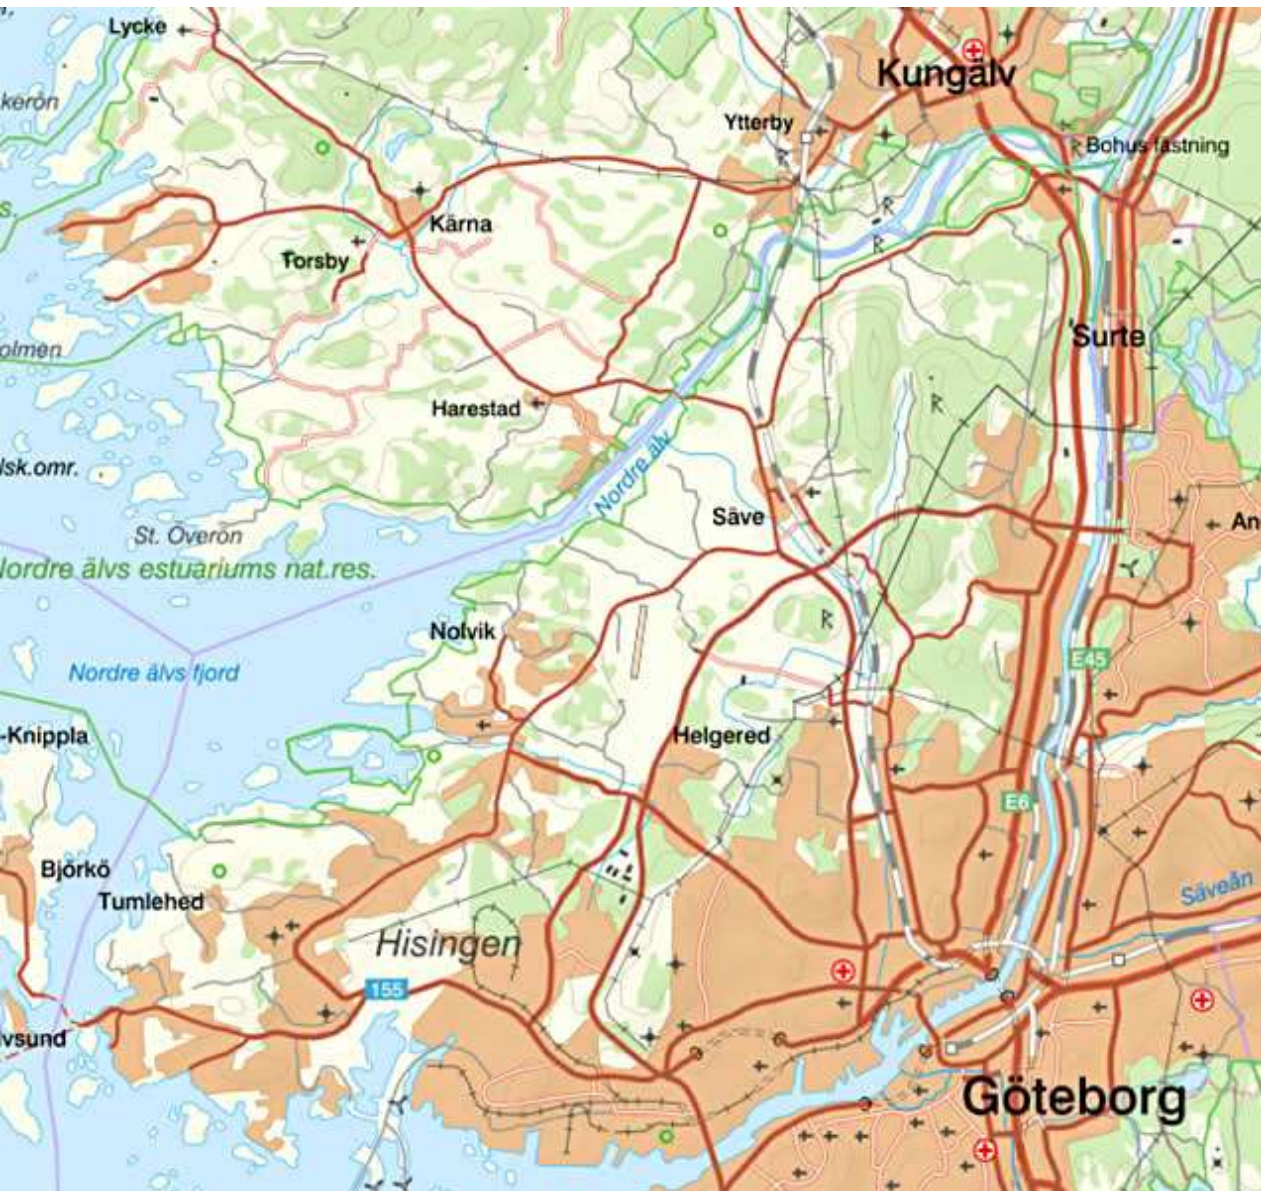 Lycke
Kungälv
kerön
Ytterby
Bohus fästning
s.
Kärna
Torsby
Surte
olmen
Harestad
lsk.omr.
Nordre älv
Säve
An
St. Överön
Nordre älvs estuariums nat.res.
Nolvik
E45
Nordre älvs fjord
-Knippla
Helgered
E6
Björkö
Säveån
Tumlehed
Hisingen
155
vsund
Göteborg
R
R
R
R
R
R